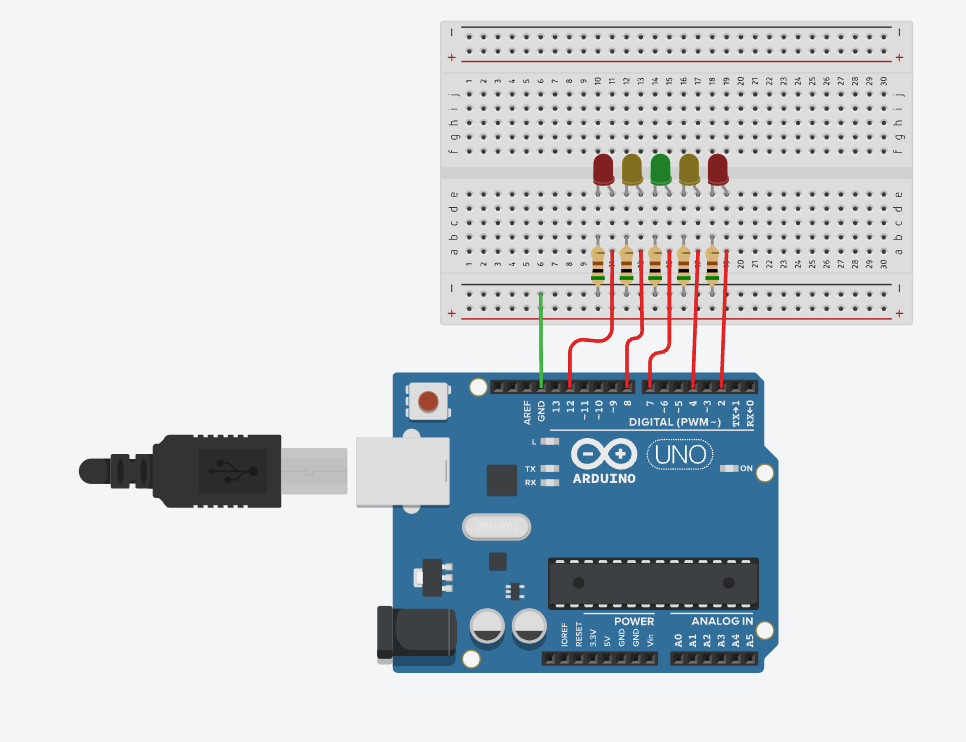 − −
+ +
1 2 3 4 5 6 7 8 9 10 11 12 13 14 15 16 17 18 19 20 21 22 23 24 25 26 27 28 29 30
j j
i i
h h
g g
f f
e e
d d
c c
b b
a a
1 2 3 4 5 6 7 8 9 10 12 14 16 18 20 21 22 23 24 25 26 27 28 29 30
− −
+ +
AREF GND 13 12 ~11 ~10 ~9 8 7 ~6 ~5 4 ~3 2 TX→1 RX←0
DIGITAL (PWM ~)
L
TX
RX
ARDUINO
UNO
ON
POWER
ANALOG IN
IOREF RESET 3.3V 5V GND GND Vin A0 A1 A2 A3 A4 A5